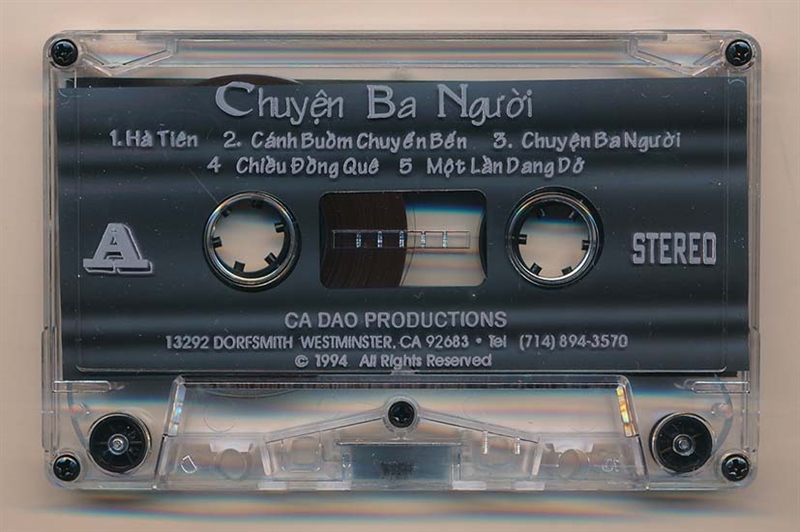 Chuyện Ba Người
1. Hà Tiên 2. Cánh Buồm Chuyển Bến 3. Chuyện Ba Người
4 Chiều Đồng Quê 5 Một Lần Dang Dở
A
STEREO
CA DAO PRODUCTIONS
13292 DORFSMITH WESTMINSTER, CA 92683 • Tel (714) 894-3570
© 1994 All Rights Reserved